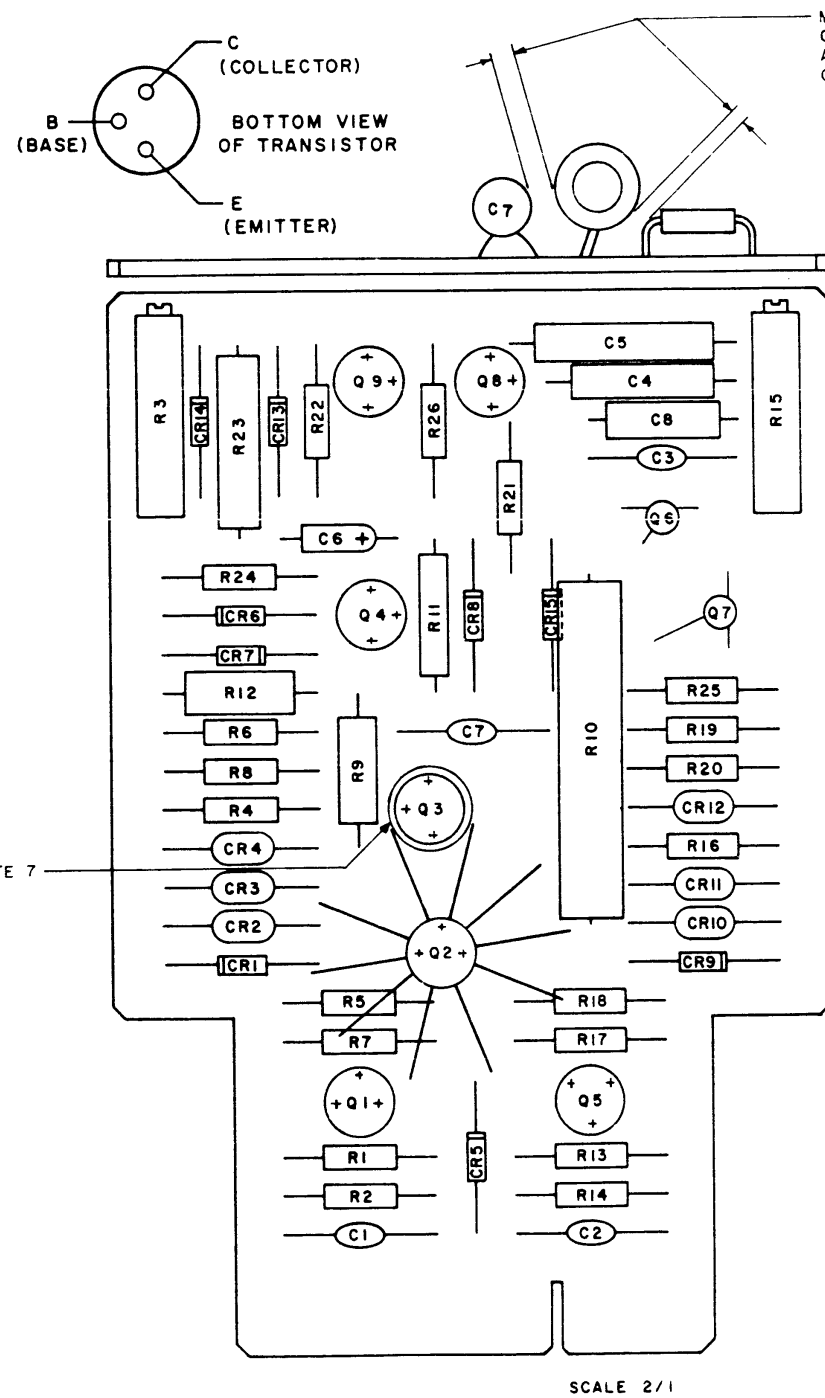 C
(COLLECTOR)
B
(BASE)
BOTTOM VIEW
OF TRANSISTOR
E
(EMITTER)
C7
R3
CR14
R23
CR13
R22
Q9
R26
Q8
C5
C4
C8
C3
R15
R21
Q6
C6
R24
CR6
Q4
R11
CR8
CR15
Q7
CR7
R12
R10
R25
R6
R9
C7
R19
R8
R20
R4
Q3
CR12
CR4
R16
7
CR3
CR11
CR2
CR10
Q2
CR1
CR9
R5
R18
R7
R17
Q1
Q5
R1
CR5
R13
R2
R14
C1
C2
SCALE 2/1